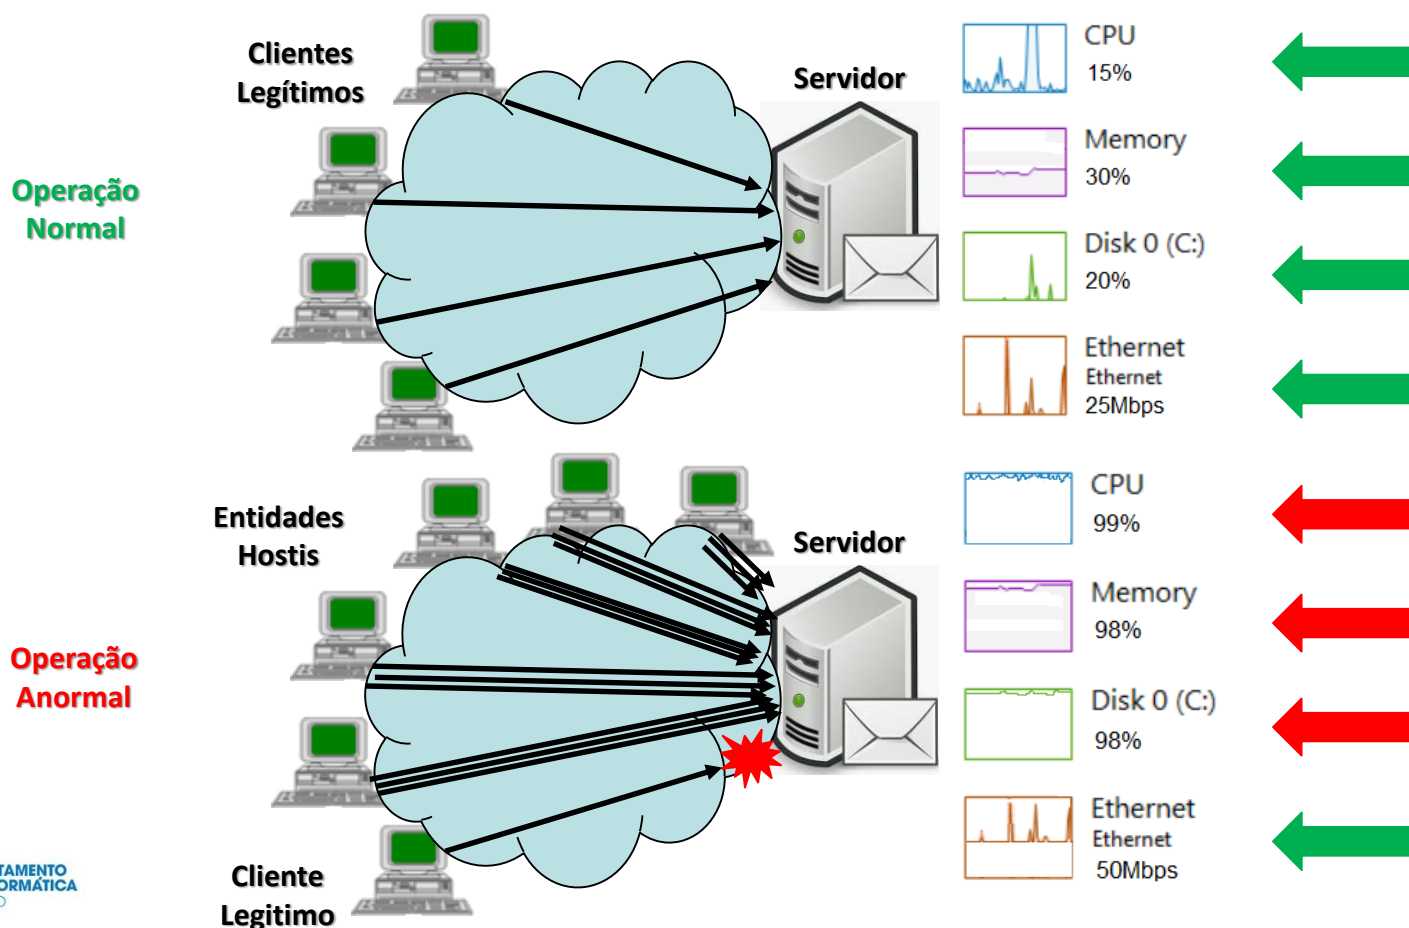 Clientes
Legítimos
Servidor
CPU
15%
Memory
30%
Operação
Normal
Disk 0 (C:)
20%
Ethernet
Ethernet
25Mbps
Entidades
Hostis
Servidor
CPU
99%
Memory
98%
Operação
Anormal
Disk 0 (C:)
98%
Ethernet
Ethernet
50Mbps
TAMENTO
ORMÁTICA
Cliente
Legitimo